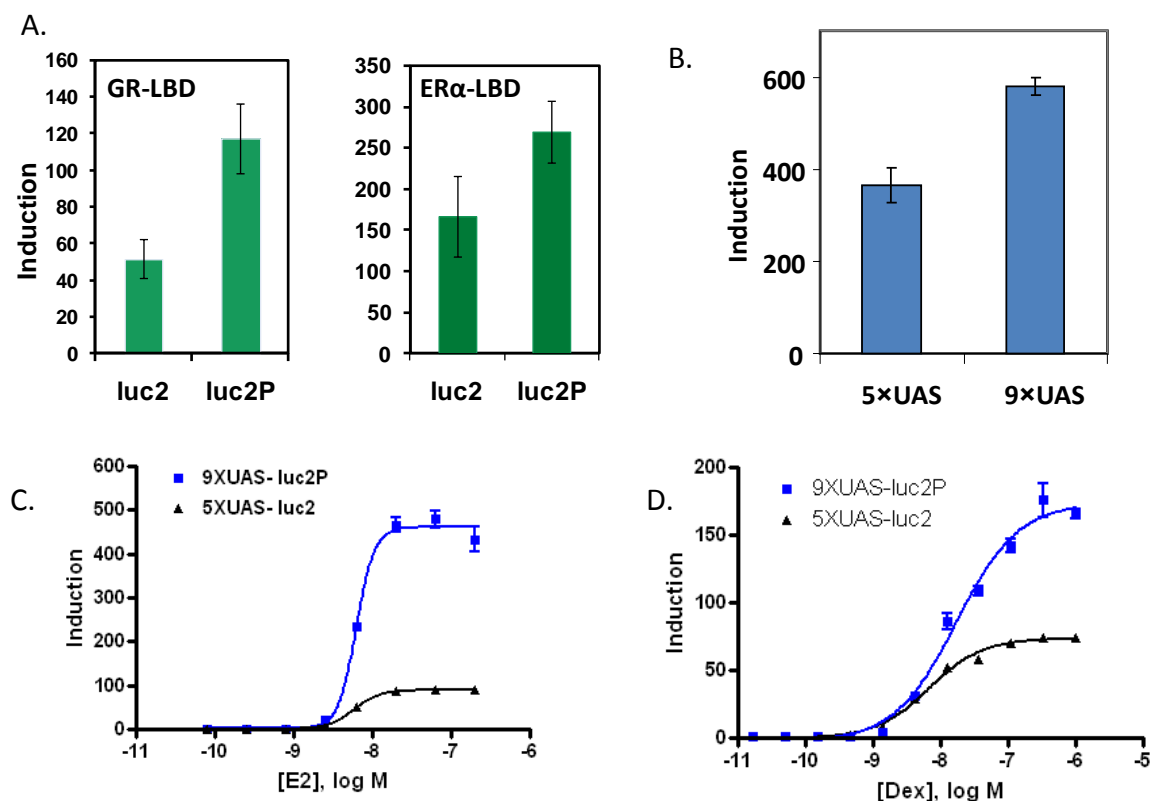 A.
160
140
120
100
80
60
40
20
0
Induction
GR-LBD
luc2
luc2P
350
300
250
200
150
100
50
0
ERα-LBD
luc2
luc2P
B.
600
400
200
0
Induction
5×UAS
9×UAS
C.
600
500
400
300
200
100
0
Induction
9XUAS- luc2P
5XUAS- luc2
-11
-10
-9
-8
-7
-6
[E2], log M
D.
200
150
100
50
0
Induction
9XUAS-luc2P
5XUAS-luc2
-11
-10
-9
-8
-7
-6
-5
[Dex], log M